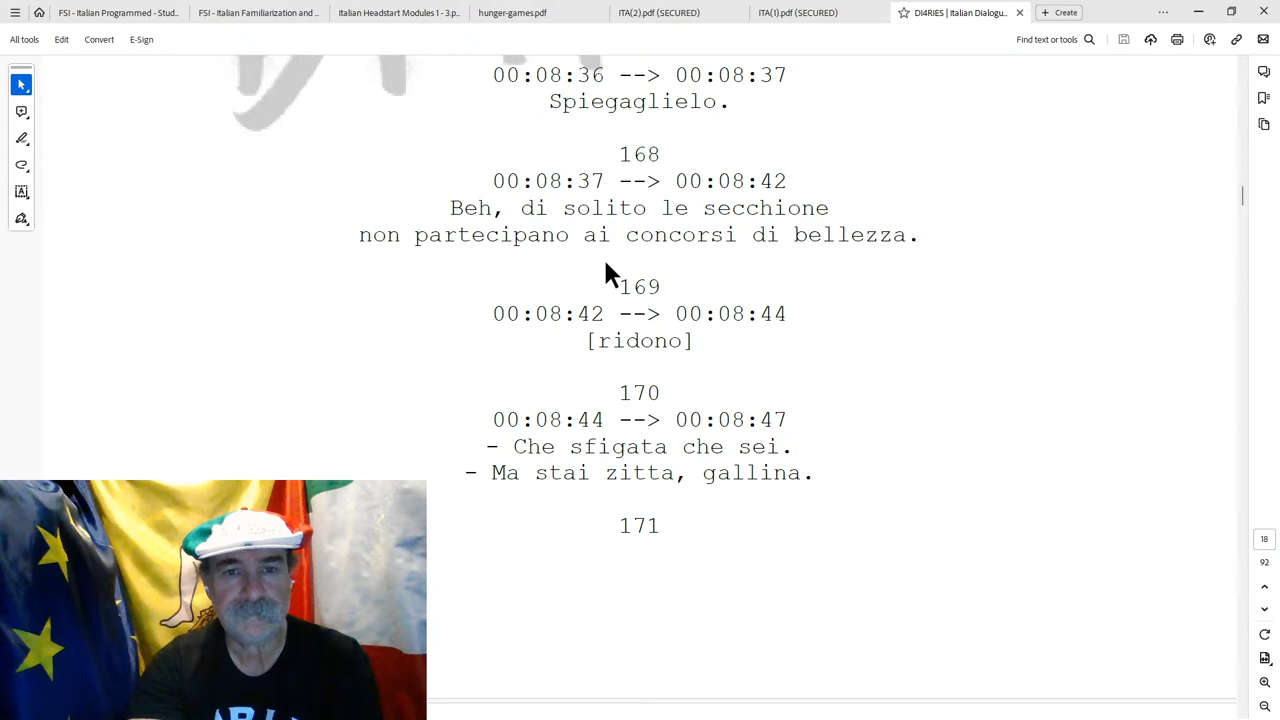 FSI - Italian Programmed - Stud...
FSI - Italian Familiarization and ...
Italian Headstart Modules 1 - 3.p...
hunger-games.pdf
ITA(2).pdf (SECURED)
ITA(1).pdf (SECURED)
DI4RIES | Italian Dialogu...
Create
All tools
Edit
Convert
E-Sign
Find text or tools
00:08:36 --> 00:08:37
Spiegaglielo.
168
00:08:37 --> 00:08:42
Beh, di solito le secchione
non partecipano ai concorsi di bellezza.
169
00:08:42 --> 00:08:44
[ridono]
170
00:08:44 --> 00:08:47
- Che sfigata che sei.
- Ma stai zitta, gallina.
171
18
92